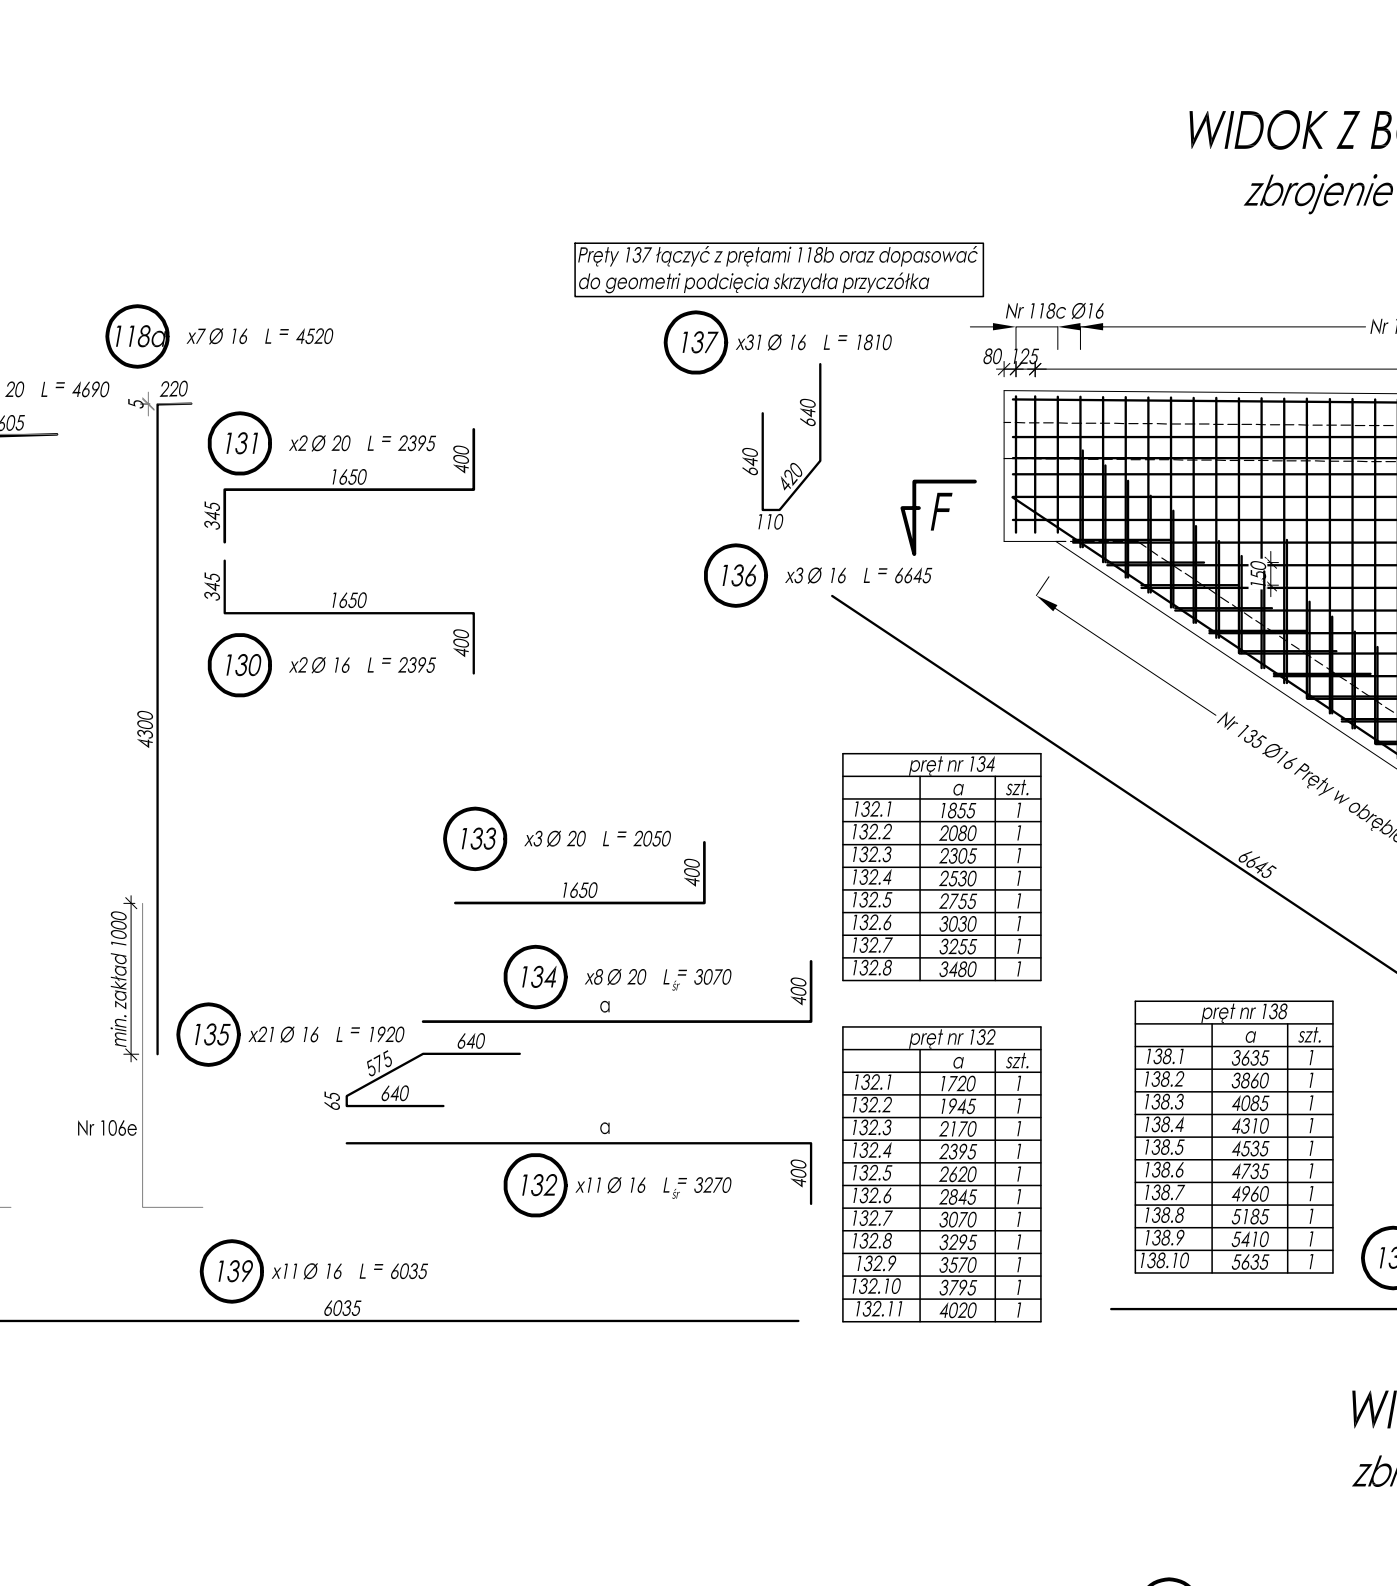 WIDOK Z B
zbrojenie
Pręty 137 łączyć z prętami 118b oraz dopasować
do geometri podcięcia skrzydła przyczółka
118a x7 Ø 16 L = 4520
20 L = 4690
605
5
220
4300
min. zakład 1000
Nr 106e
131 x2 Ø 20 L = 2395
1650
400
345
345
1650
400
130 x2 Ø 16 L = 2395
137 x31 Ø 16 L = 1810
640
640
420
110
F
136 x3 Ø 16 L = 6645
6645
Nr 118c Ø16
Nr 1
80
125
150
Nr 135 Ø16 Pręty w obrębie
133 x3 Ø 20 L = 2050
1650
400
134 x8 Ø 20 Lśr = 3070
a
400
135 x21 Ø 16 L = 1920
575
640
65
640
a
400
132 x11 Ø 16 Lśr = 3270
139 x11 Ø 16 L = 6035
6035
pręt nr 134
a szt.
132.1 1855 1
132.2 2080 1
132.3 2305 1
132.4 2530 1
132.5 2755 1
132.6 3030 1
132.7 3255 1
132.8 3480 1
pręt nr 132
a szt.
132.1 1720 1
132.2 1945 1
132.3 2170 1
132.4 2395 1
132.5 2620 1
132.6 2845 1
132.7 3070 1
132.8 3295 1
132.9 3570 1
132.10 3795 1
132.11 4020 1
pręt nr 138
a szt.
138.1 3635 1
138.2 3860 1
138.3 4085 1
138.4 4310 1
138.5 4535 1
138.6 4735 1
138.7 4960 1
138.8 5185 1
138.9 5410 1
138.10 5635 1
13
WI
zbr